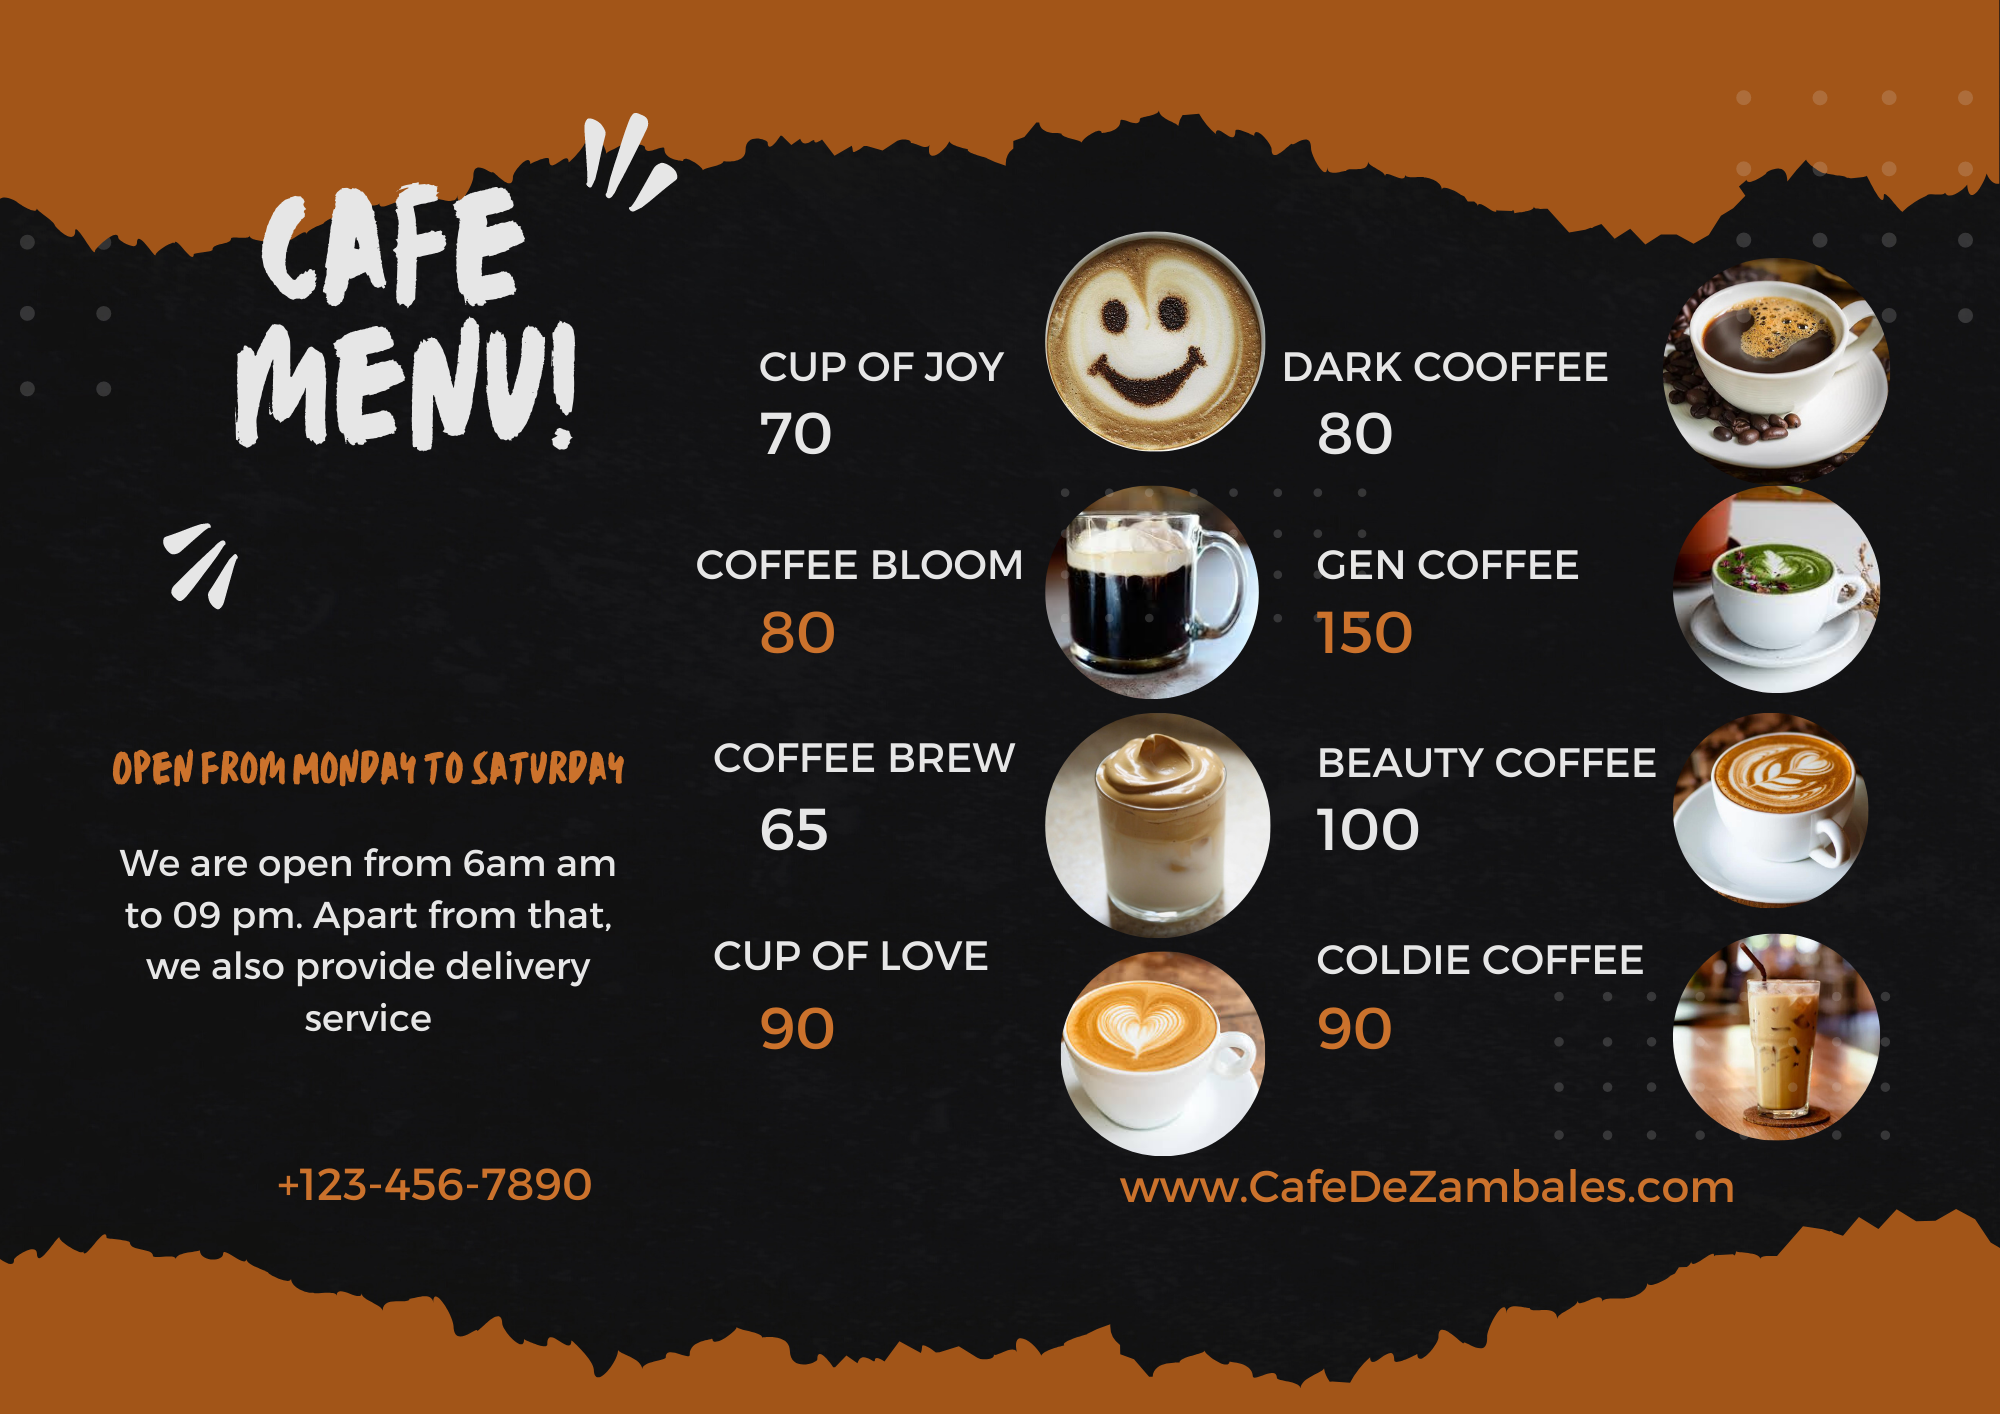 CAFE
MENU!
OPEN FROM MONDAY TO SATURDAY
We are open from 6am am
to 09 pm. Apart from that,
we also provide delivery
service
+123-456-7890
CUP OF JOY
70
COFFEE BLOOM
80
COFFEE BREW
65
CUP OF LOVE
90
DARK COOFFEE
80
GEN COFFEE
150
BEAUTY COFFEE
100
COLDIE COFFEE
90
www.CafeDeZambales.com